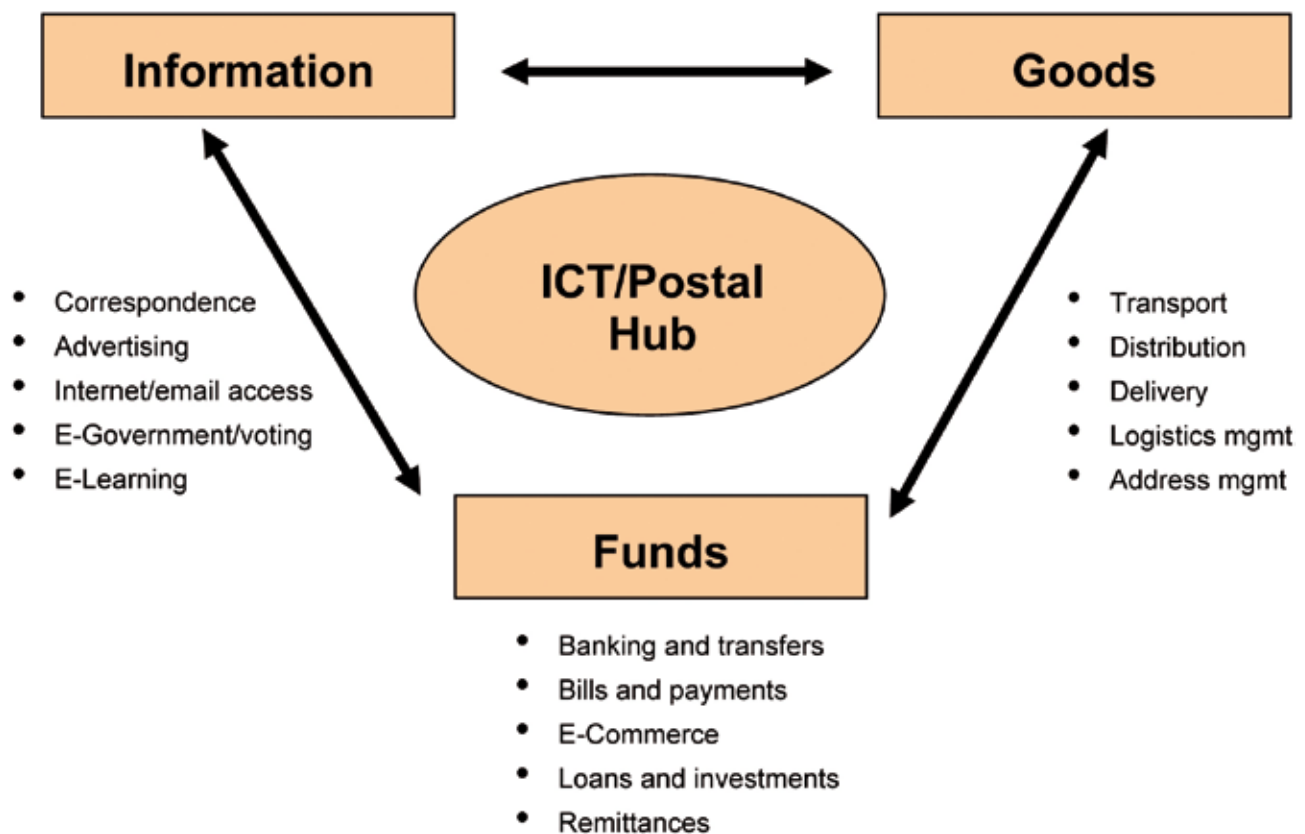 Information
Goods
ICT/Postal
Hub
• Correspondence
• Advertising
• Internet/email access
• E-Government/voting
• E-Learning
• Transport
• Distribution
• Delivery
• Logistics mgmt
• Address mgmt
Funds
• Banking and transfers
• Bills and payments
• E-Commerce
• Loans and investments
• Remittances